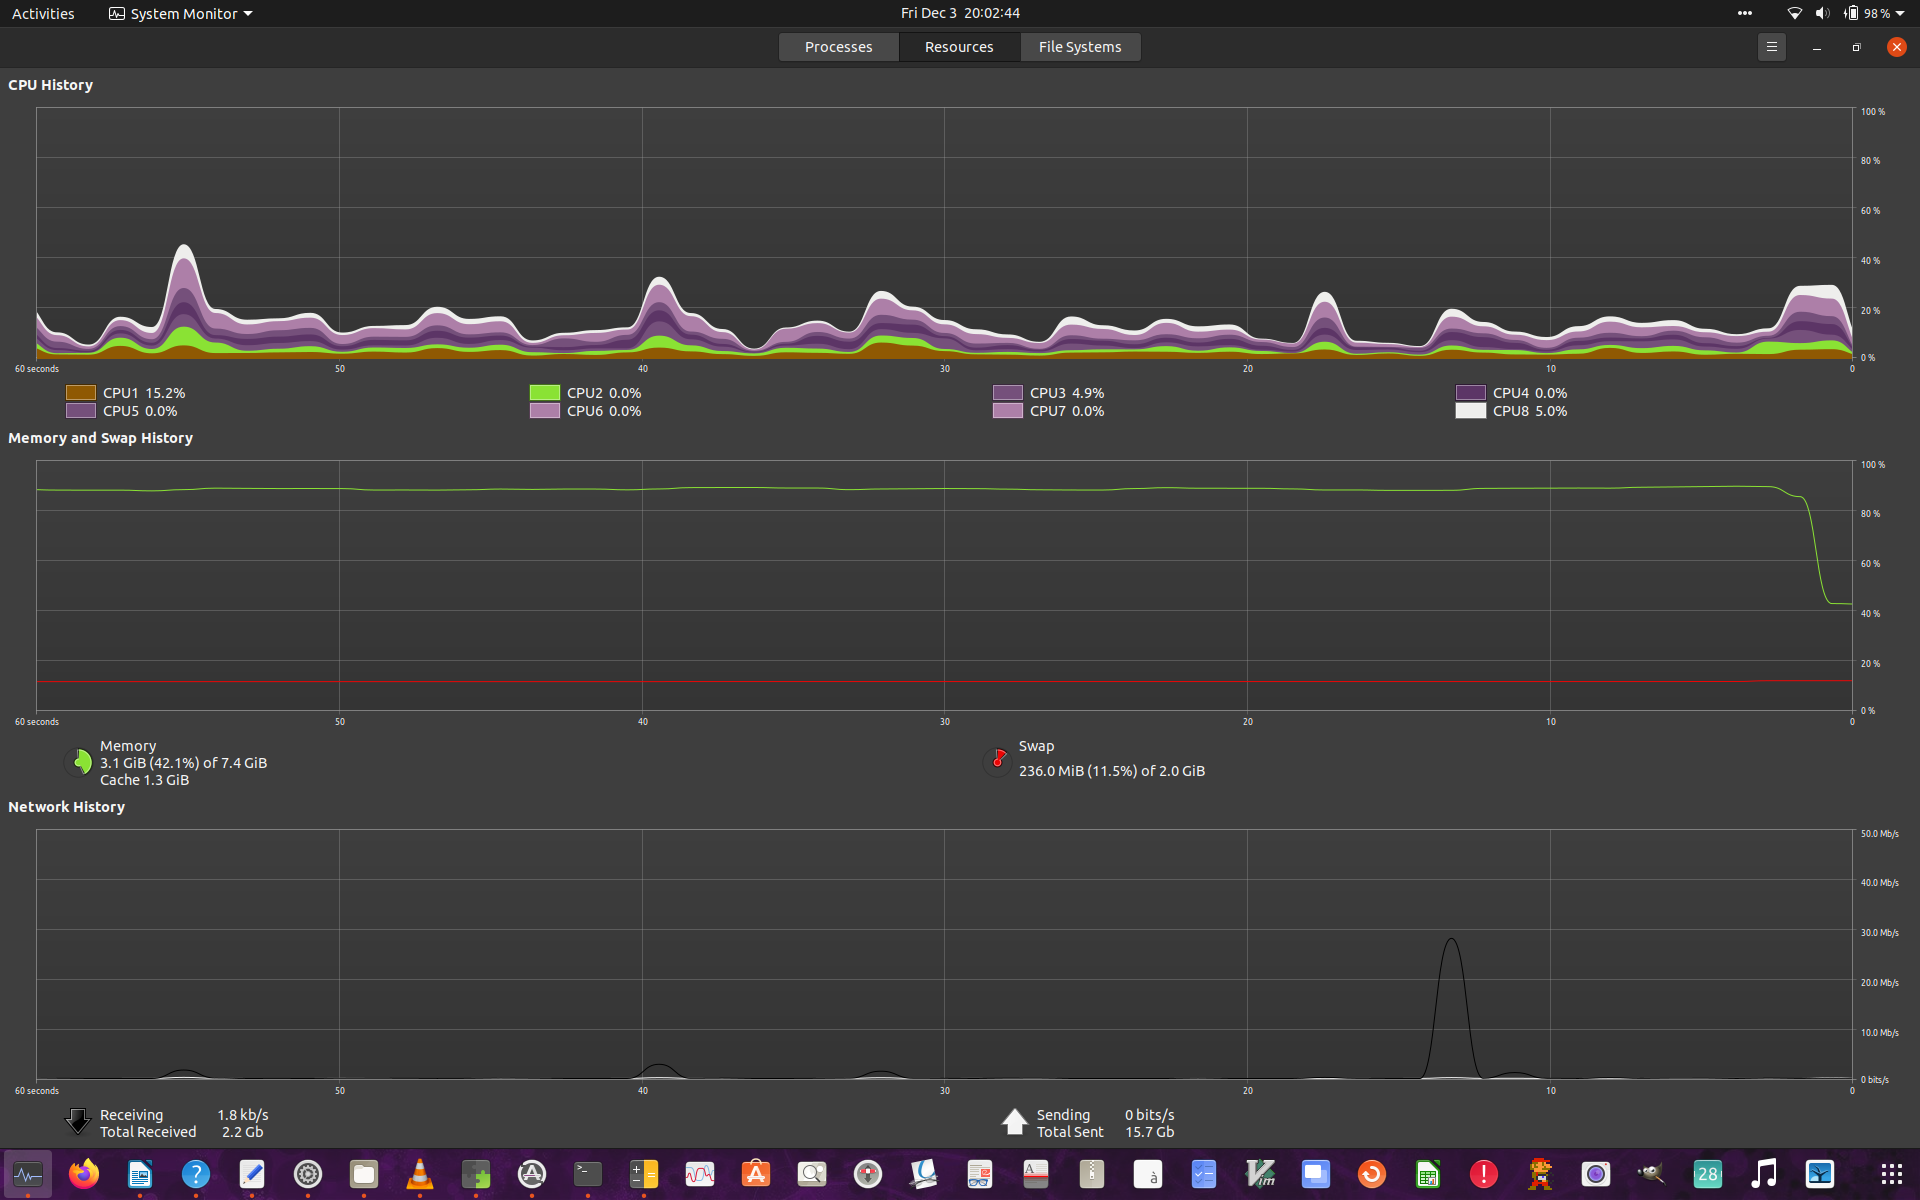 Activities System Monitor Fri Dec 3 20:02:44 98 %
Processes Resources File Systems
CPU History
100 %
80 %
60 %
40 %
20 %
0 %
60 seconds 50 40 30 20 10 0
CPU1 15.2% CPU2 0.0% CPU3 4.9% CPU4 0.0%
CPU5 0.0% CPU6 0.0% CPU7 0.0% CPU8 5.0%
Memory and Swap History
100 %
80 %
60 %
40 %
20 %
0 %
60 seconds 50 40 30 20 10 0
Memory
3.1 GiB (42.1%) of 7.4 GiB
Cache 1.3 GiB
Swap
236.0 MiB (11.5%) of 2.0 GiB
Network History
50.0 Mb/s
40.0 Mb/s
30.0 Mb/s
20.0 Mb/s
10.0 Mb/s
0 bits/s
60 seconds 50 40 30 20 10 0
Receiving 1.8 kb/s
Total Received 2.2 Gb
Sending 0 bits/s
Total Sent 15.7 Gb
? >_ A à Vim ! 28